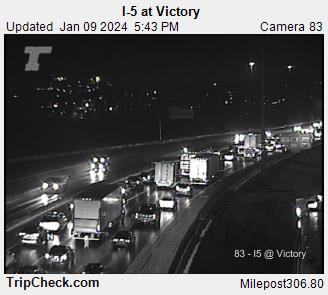 I-5 at Victory
Updated Jan 09 2024 5:43 PM Camera 83
T
83 - I5 @ Victory
TripCheck.com Milepost306.80